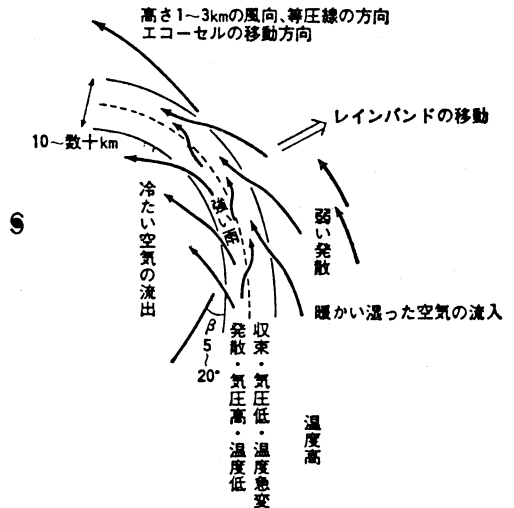 高さ1~3kmの風向、等圧線の方向
エコーセルの移動方向
レインバンドの移動
10~数十km
冷たい空気の流出
強い雨
弱い発散
暖かい湿った空気の流入
β
5
~
20°
発散・気圧高・温度低
収束・気圧低・温度急変
温度高